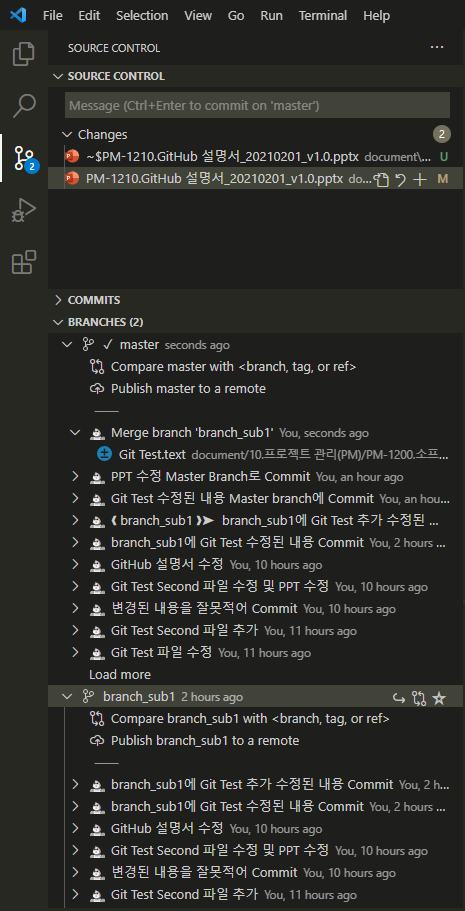 File Edit Selection View Go Run Terminal Help
SOURCE CONTROL ...
SOURCE CONTROL
Message (Ctrl+Enter to commit on 'master')
Changes 2
~$PM-1210.GitHub 설명서_20210201_v1.0.pptx document\... U
2
PM-1210.GitHub 설명서_20210201_v1.0.pptx do... M
COMMITS
BRANCHES (2)
master seconds ago
Compare master with <branch, tag, or ref>
Publish master to a remote
Merge branch 'branch_sub1' You, seconds ago
Git Test.text document/10.프로젝트 관리(PM)/PM-1200.소프...
PPT 수정 Master Branch로 Commit You, an hour ago
Git Test 수정된 내용 Master branch에 Commit You, an hou...
❨branch_sub1❩➤ branch_sub1에 Git Test 추가 수정된 ...
branch_sub1에 Git Test 수정된 내용 Commit You, 2 hours ...
GitHub 설명서 수정 You, 10 hours ago
Git Test Second 파일 수정 및 PPT 수정 You, 10 hours ago
변경된 내용을 잘못적어 Commit You, 10 hours ago
Git Test Second 파일 추가 You, 11 hours ago
Git Test 파일 수정 You, 11 hours ago
Load more
branch_sub1 2 hours ago
Compare branch_sub1 with <branch, tag, or ref>
Publish branch_sub1 to a remote
branch_sub1에 Git Test 추가 수정된 내용 Commit You, 2 h...
branch_sub1에 Git Test 수정된 내용 Commit You, 2 hours ...
GitHub 설명서 수정 You, 10 hours ago
Git Test Second 파일 수정 및 PPT 수정 You, 10 hours ago
변경된 내용을 잘못적어 Commit You, 10 hours ago
Git Test Second 파일 추가 You, 11 hours ago